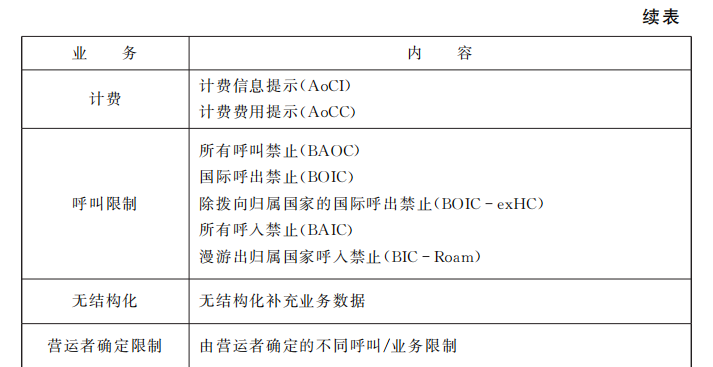 续表
业 务 内 容
计费 计费信息提示(AoCI)
计费费用提示(AoCC)
呼叫限制 所有呼叫禁止(BAOC)
国际呼出禁止(BOIC)
除拨向归属国家的国际呼出禁止(BOIC-exHC)
所有呼入禁止(BAIC)
漫游出归属国家呼入禁止(BIC-Roam)
无结构化 无结构化补充业务数据
营运者确定限制 由营运者确定的不同呼叫/业务限制